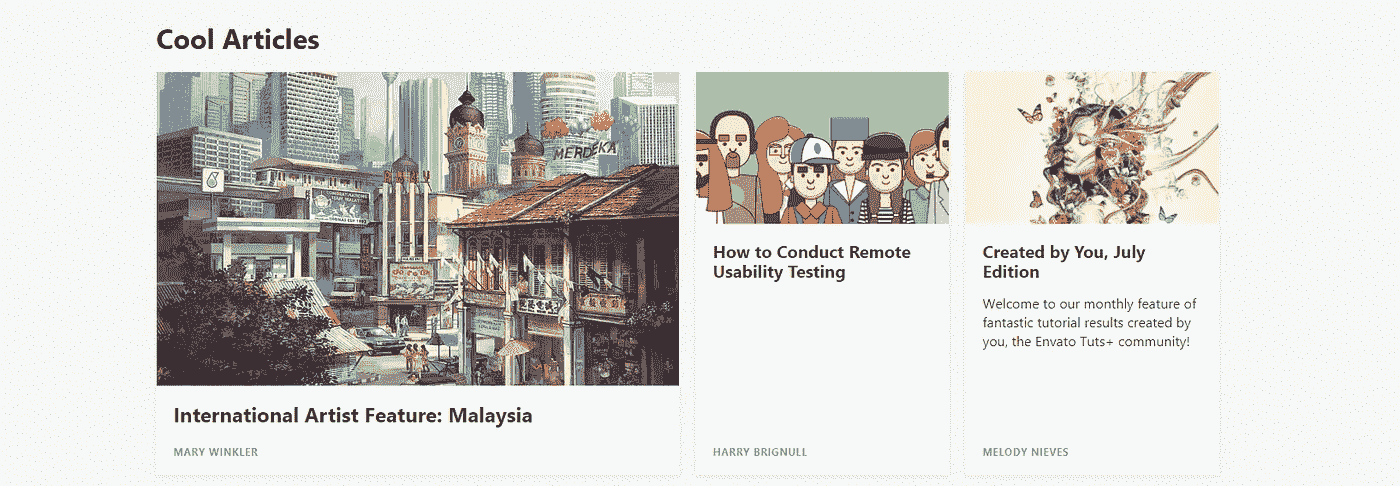 Cool Articles
MERDEKA
International Artist Feature: Malaysia
MARY WINKLER
How to Conduct Remote
Usability Testing
HARRY BRIGNULL
Created by You, July
Edition
Welcome to our monthly feature of
fantastic tutorial results created by
you, the Envato Tuts+ community!
MELODY NIEVES